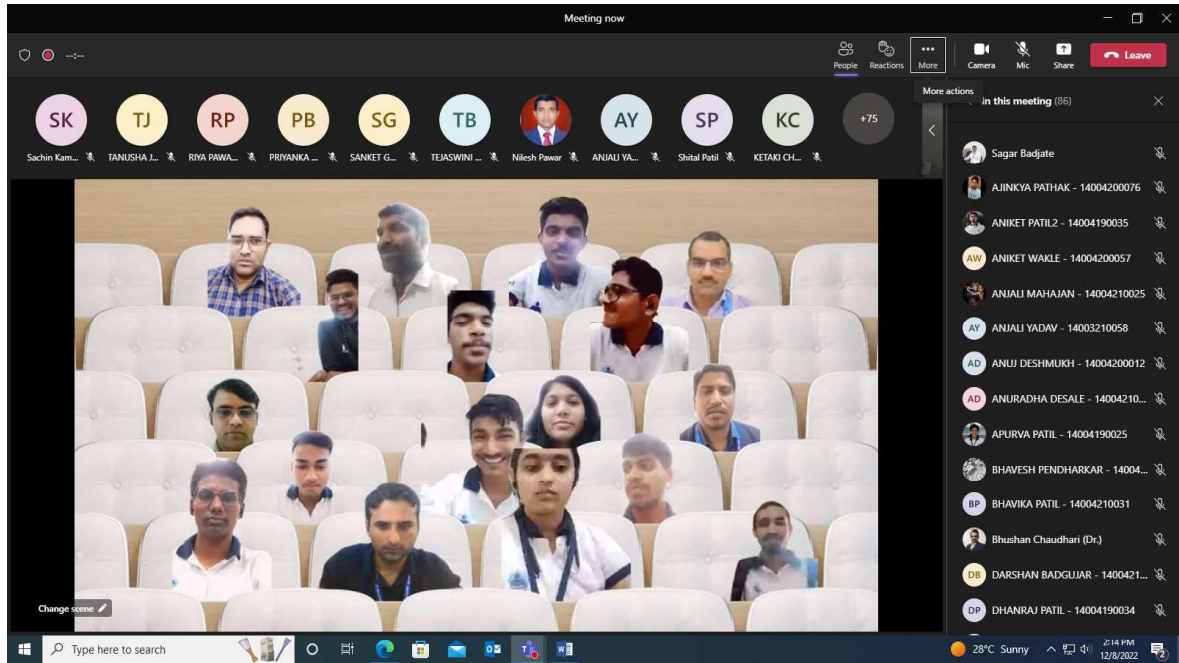 Meeting now
--:--
People
Reactions
More
Camera
Mic
Share
Leave
More actions
In this meeting (86)
SK
TJ
RP
PB
SG
TB
AY
SP
KC
+75
Sachin Kam...
TANUSHA J...
RIYA PAWA...
PRIYANKA ...
SANKET G...
TEJASWINI ...
Nilesh Pawar
ANJALI YA...
Shital Patil
KETAKI CH...
Sagar Badjate
AJINKYA PATHAK - 14004200076
ANIKET PATIL2 - 14004190035
AW ANIKET WAKLE - 14004200057
ANJALI MAHAJAN - 14004210025
AY ANJALI YADAV - 14003210058
AD ANUJ DESHMUKH - 14004200012
AD ANURADHA DESALE - 14004210...
APURVA PATIL - 14004190025
BHAVESH PENDHARKAR - 14004...
BP BHAVIKA PATIL - 14004210031
Bhushan Chaudhari (Dr.)
DB DARSHAN BADGUJAR - 1400421...
DP DHANRAJ PATIL - 14004190034
Change scene
Type here to search
28°C Sunny
2:14 PM
12/8/2022
2